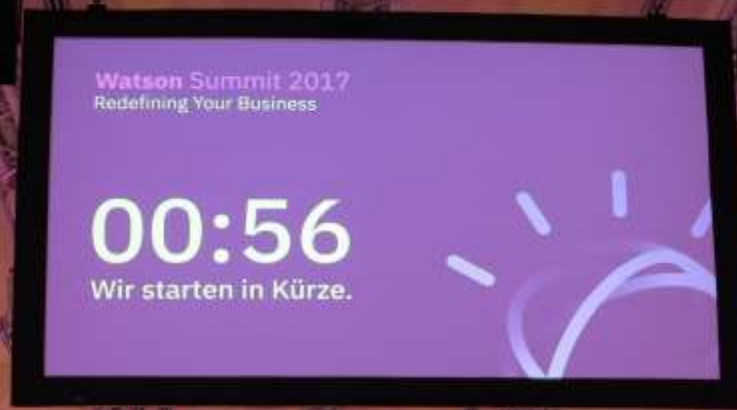 Watson Summit 2017
Redefining Your Business
00:56
Wir starten in Kürze.